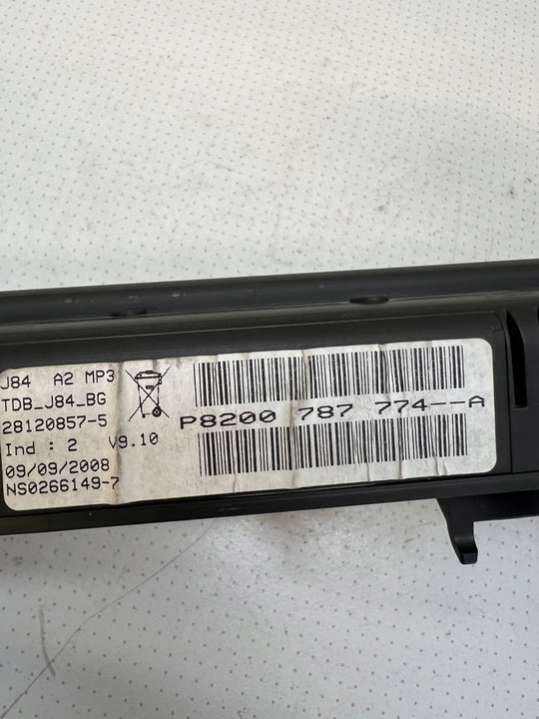 J84 A2 MP3
TDB_J84_BG
28120857-5
Ind : 2 V9.10
09/09/2008
NS0266149-7
P8200 787 774--A